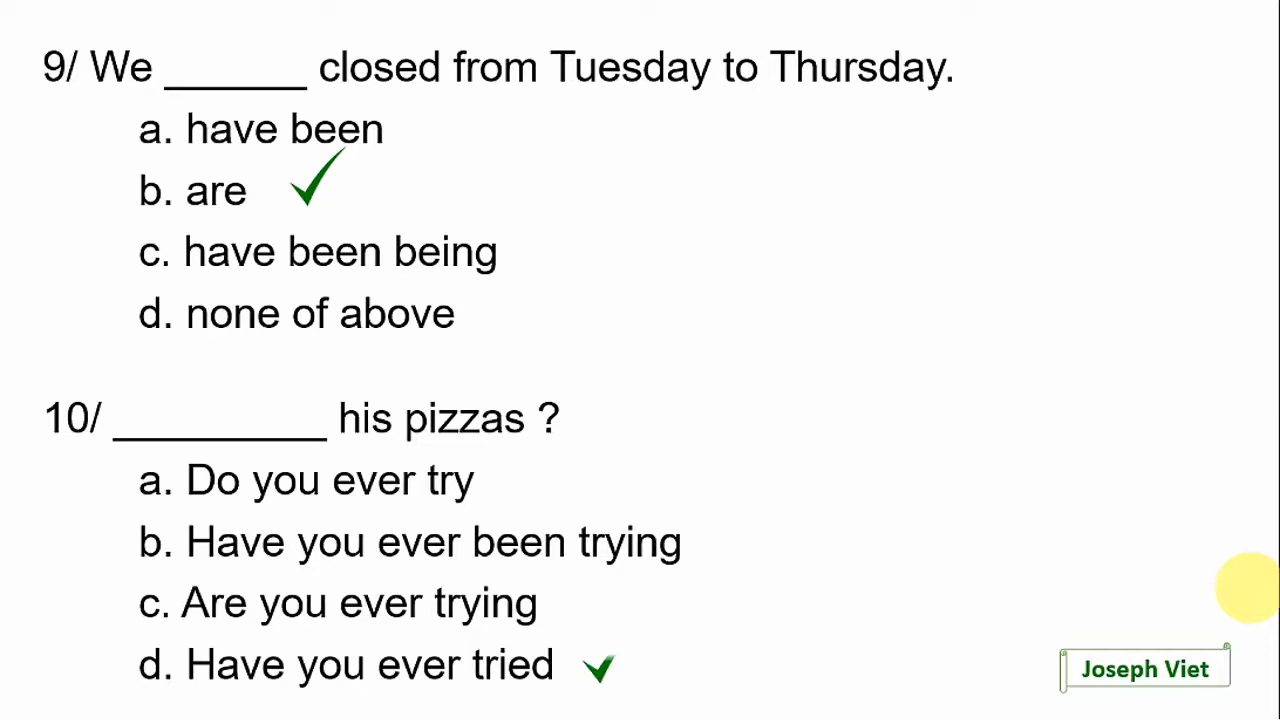 9/ We ______ closed from Tuesday to Thursday.
a. have been
b. are
c. have been being
d. none of above
10/ _________ his pizzas ?
a. Do you ever try
b. Have you ever been trying
c. Are you ever trying
d. Have you ever tried
Joseph Viet